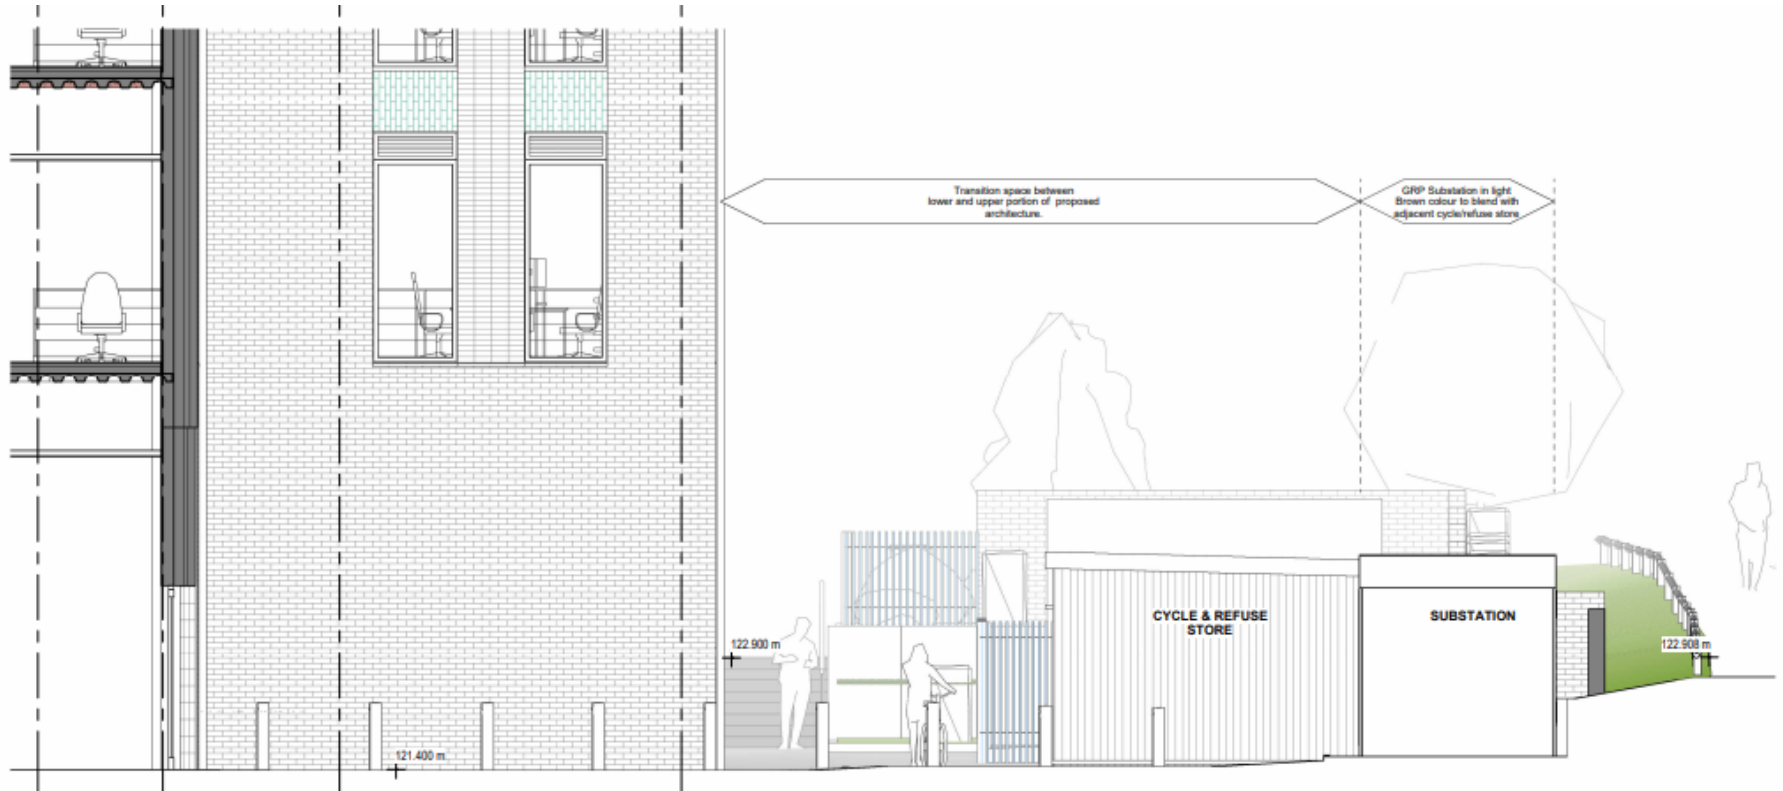 Transition space between
lower and upper portion of proposed
architecture.
GRP Substation in light
Brown colour to blend with
adjacent cycle/refuse store
CYCLE & REFUSE
STORE
SUBSTATION
122.900 m
122.908 m
121.400 m